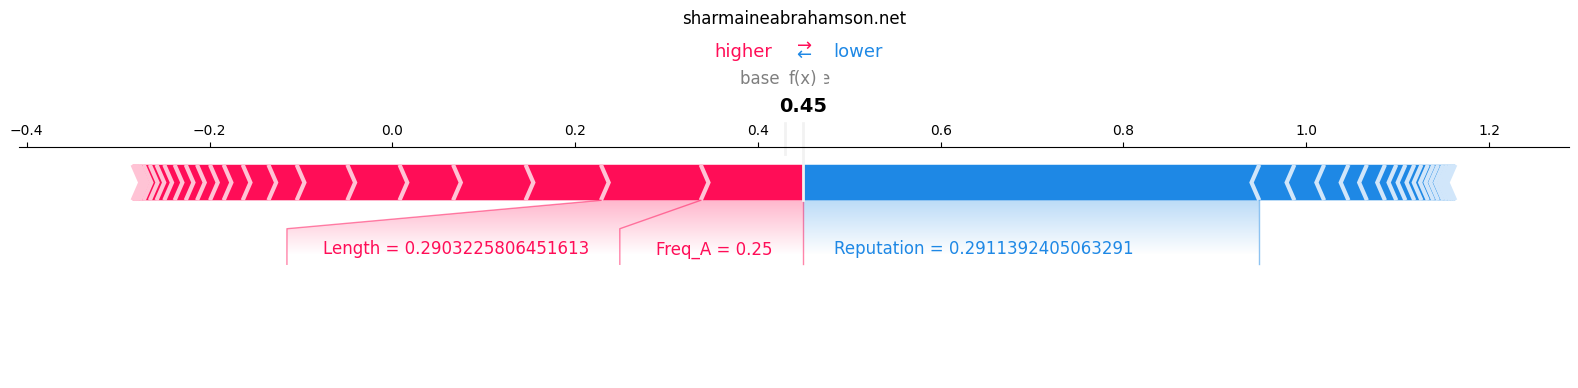 sharmaineabrahamson.net
higher → ← lower
base f(x) e
0.45
−0.4 −0.2 0.0 0.2 0.4 0.6 0.8 1.0 1.2
Length = 0.2903225806451613 Freq_A = 0.25 Reputation = 0.2911392405063291